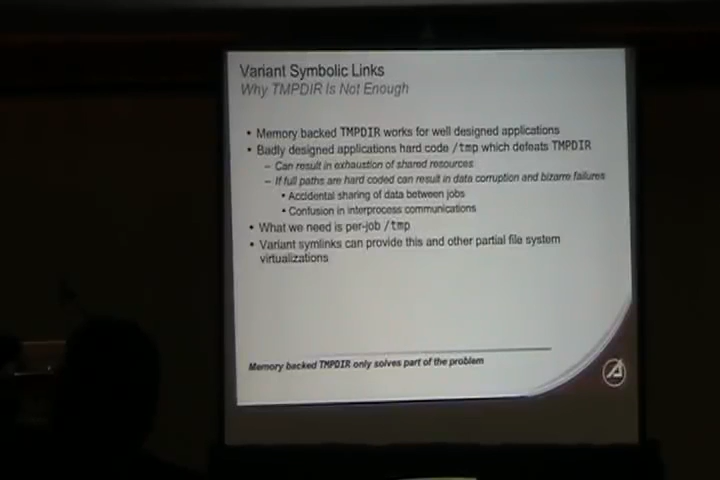 Variant Symbolic Links
Why TMPDIR Is Not Enough
• Memory backed TMPDIR works for well designed applications
• Badly designed applications hard code /tmp which defeats TMPDIR
– Can result in exhaustion of shared resources
– If full paths are hard coded can result in data corruption and bizarre failures
• Accidental sharing of data between jobs
• Confusion in interprocess communications
• What we need is per-job /tmp
• Variant symlinks can provide this and other partial file system
virtualizations
Memory backed TMPDIR only solves part of the problem